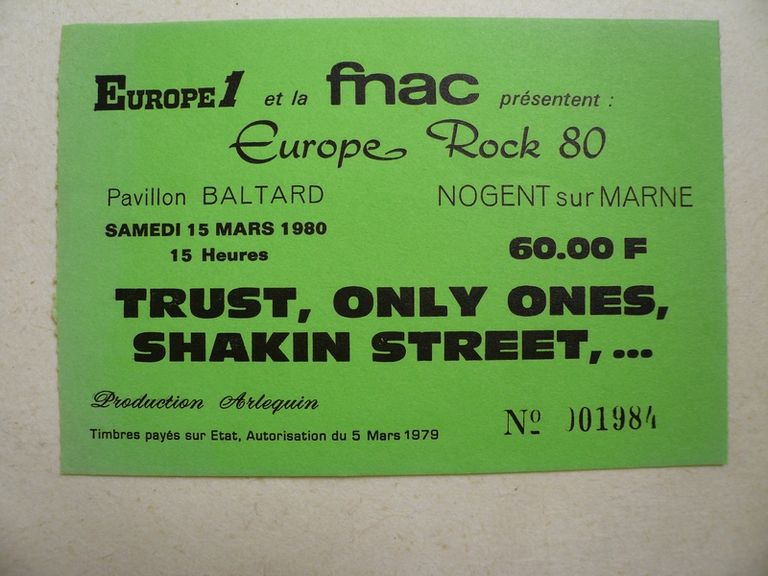 EUROPE 1 et la fnac présentent :
Europe Rock 80
Pavillon BALTARD NOGENT sur MARNE
SAMEDI 15 MARS 1980
15 Heures 60.00 F
TRUST, ONLY ONES,
SHAKIN STREET, ...
Production Arlequin
Timbres payés sur Etat, Autorisation du 5 Mars 1979
Nº 001984